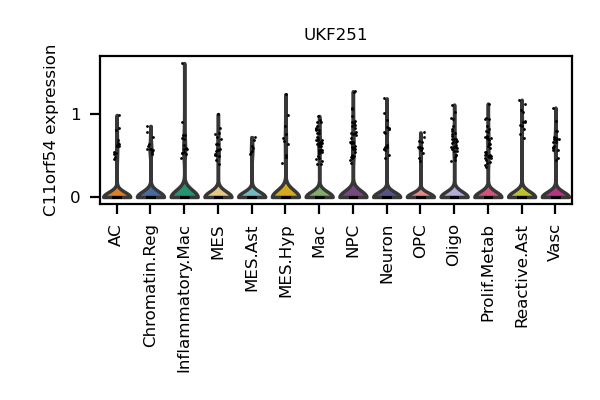 UKF251
C11orf54 expression
1
0
AC
Chromatin.Reg
Inflammatory.Mac
MES
MES.Ast
MES.Hyp
Mac
NPC
Neuron
OPC
Oligo
Prolif.Metab
Reactive.Ast
Vasc